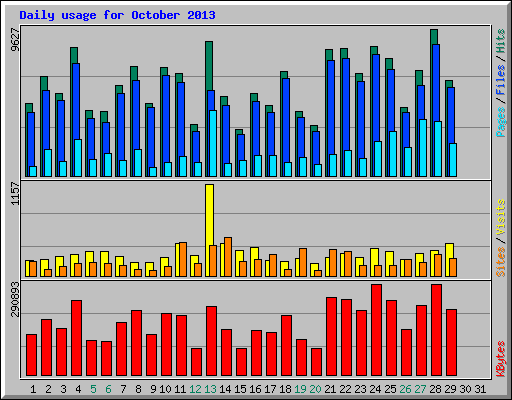 Daily usage for October 2013
9627
Pages / Files / Hits
1157
Sites / Visits
290893
KBytes
1 2 3 4 5 6 7 8 9 10 11 12 13 14 15 16 17 18 19 20 21 22 23 24 25 26 27 28 29 30 31